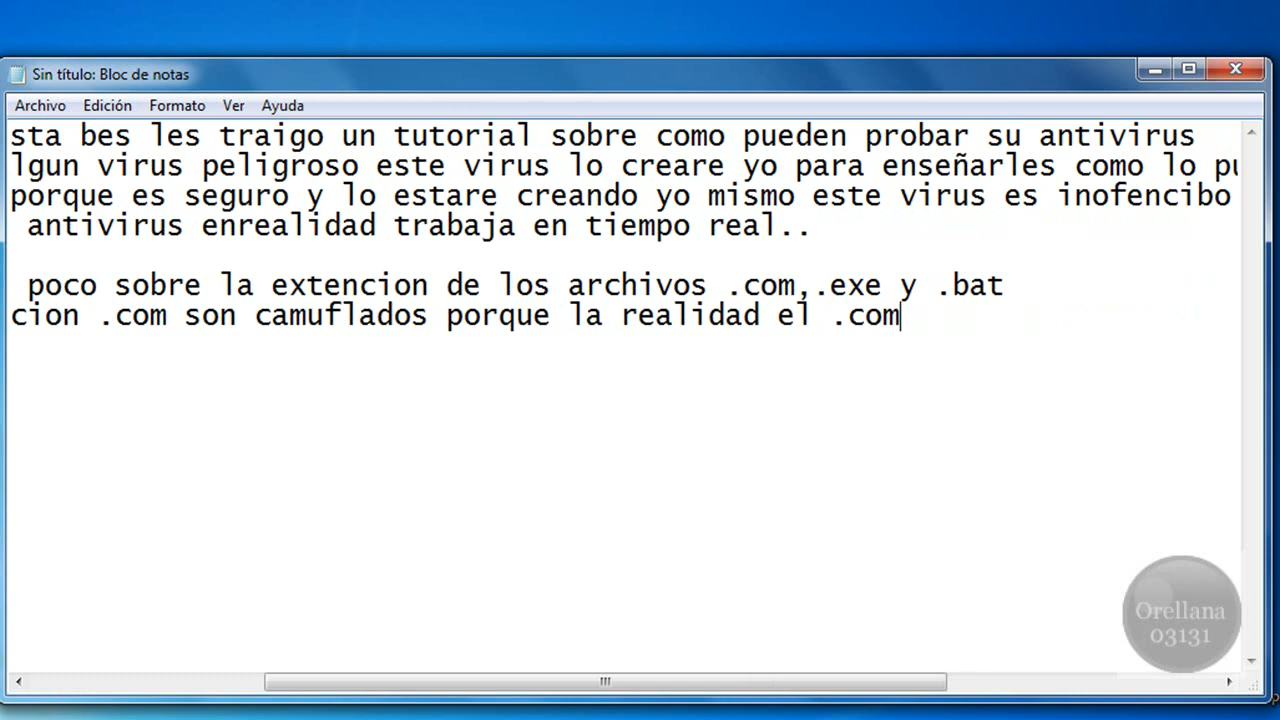 Sin título: Bloc de notas
Archivo Edición Formato Ver Ayuda
sta bes les traigo un tutorial sobre como pueden probar su antivirus
lgun virus peligroso este virus lo creare yo para enseñarles como lo
porque es seguro y lo estare creando yo mismo este virus es inofencibo
antivirus enrealidad trabaja en tiempo real..
poco sobre la extencion de los archivos .com,.exe y .bat
cion .com son camuflados porque la realidad el .com
Orellana
03131